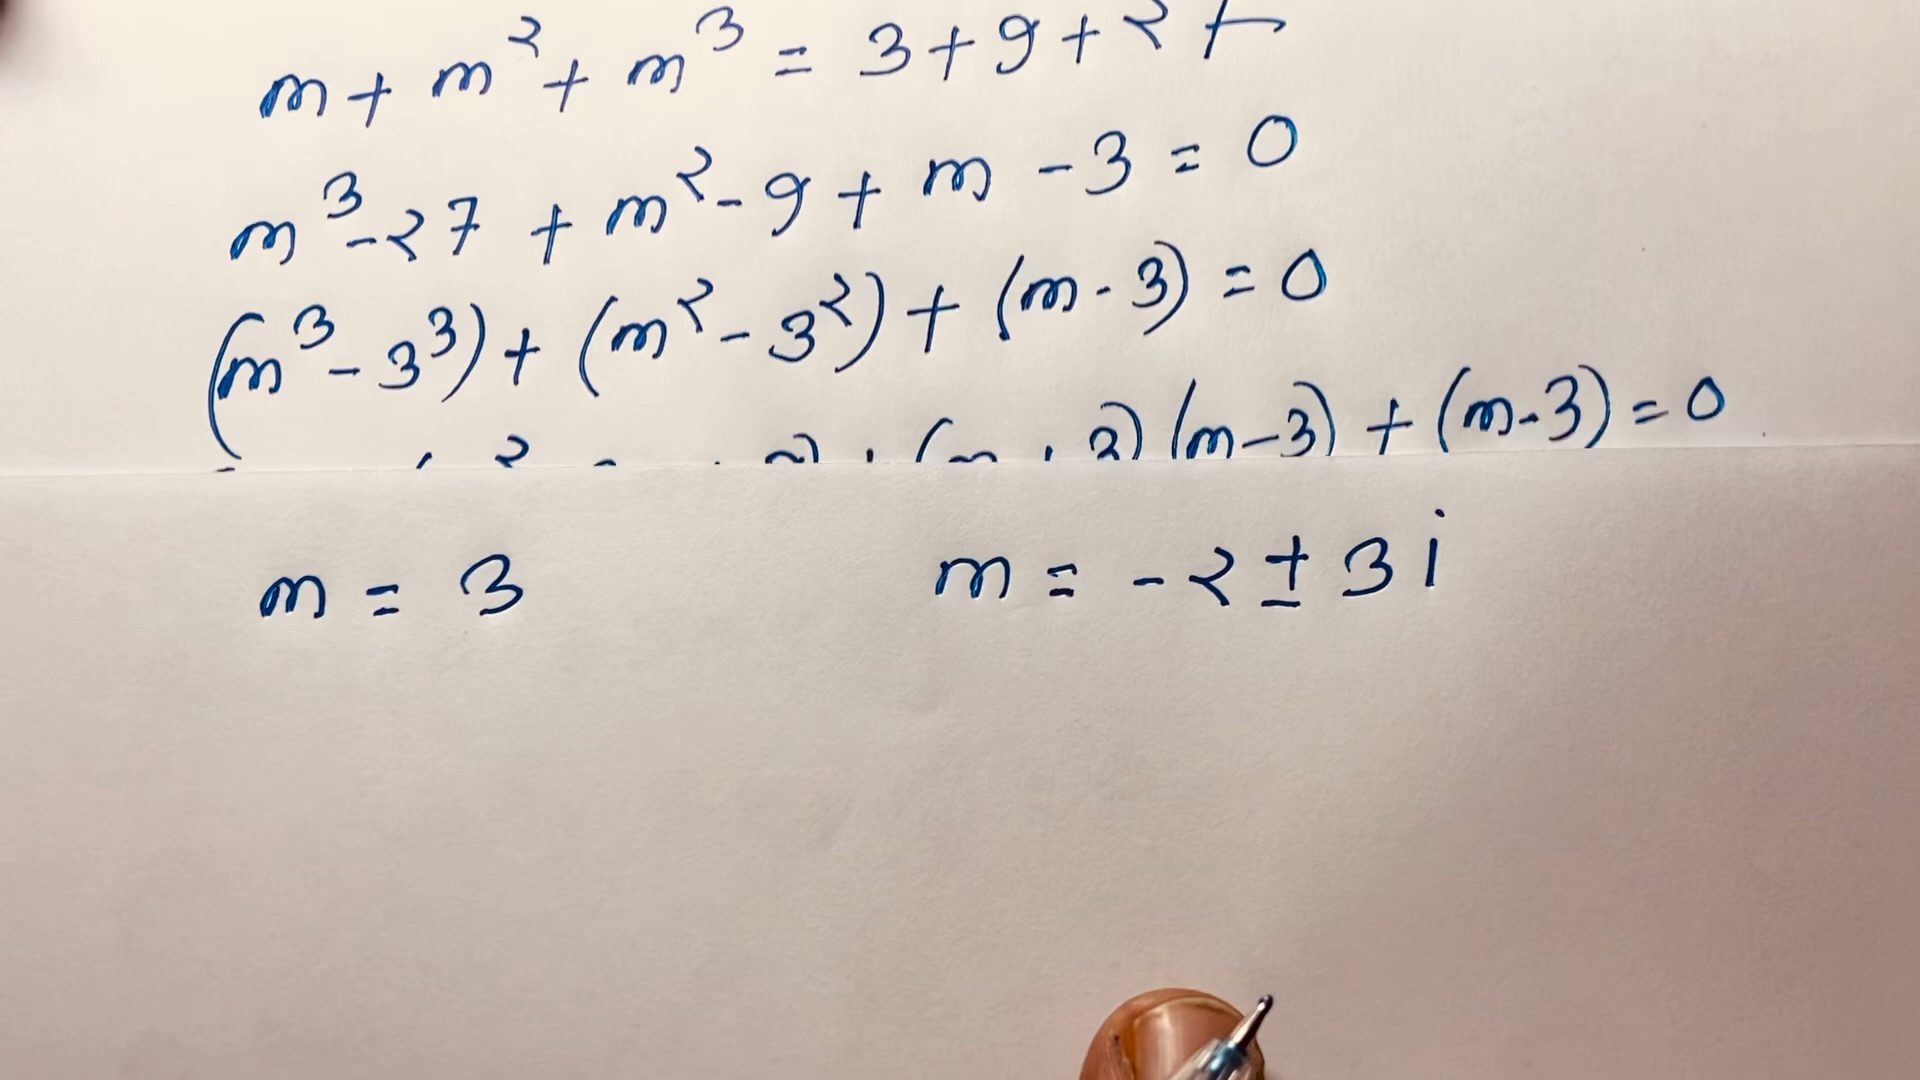 m + m² + m³ = 3 + 9 + 27
m³ - 27 + m² - 9 + m - 3 = 0
(m³ - 3³) + (m² - 3²) + (m - 3) = 0
(m - 3) + (m - 3) = 0
m = 3
m = -2 ± 3i